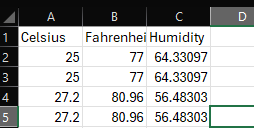 A B C D
1 Celsius Fahrenhei Humidity
2 25 77 64.33097
3 25 77 64.33097
4 27.2 80.96 56.48303
5 27.2 80.96 56.48303